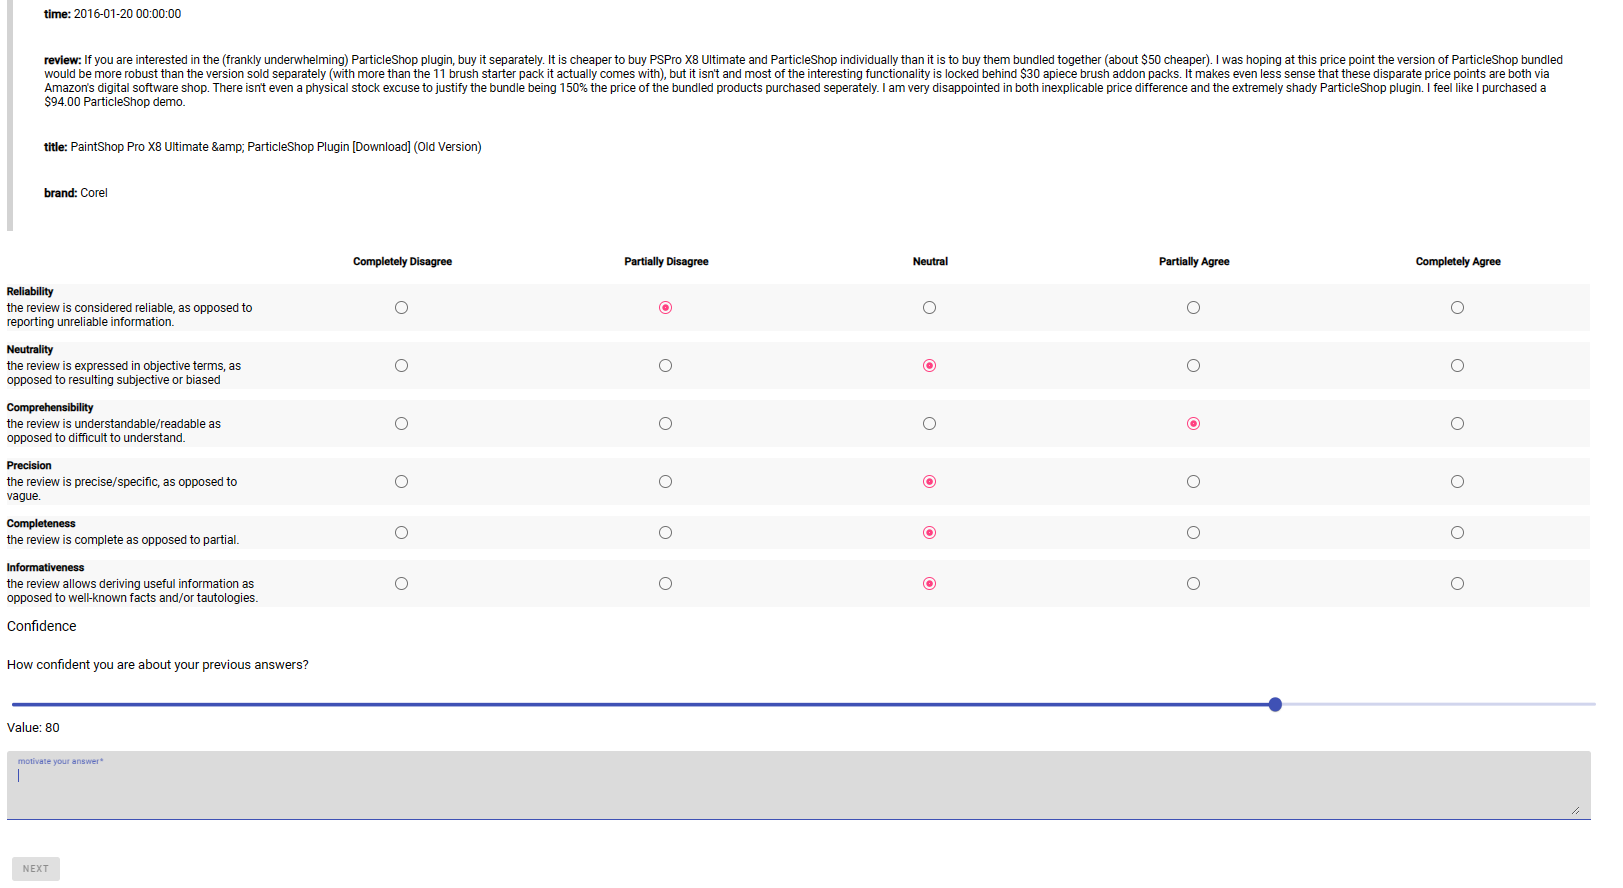 time: 2016-01-20 00:00:00
review: If you are interested in the (frankly underwhelming) ParticleShop plugin, buy it separately. It is cheaper to buy PSPro X8 Ultimate and ParticleShop individually than it is to buy them bundled together (about $50 cheaper). I was hoping at this price point the version of ParticleShop bundled
would be more robust than the version sold separately (with more than the 11 brush starter pack it actually comes with), but it isn't and most of the interesting functionality is locked behind $30 apiece brush addon packs. It makes even less sense that these disparate price points are both via
Amazon's digital software shop. There isn't even a physical stock excuse to justify the bundle being 150% the price of the bundled products purchased seperately. I am very disappointed in both inexplicable price difference and the extremely shady ParticleShop plugin. I feel like I purchased a
$94.00 ParticleShop demo.
title: PaintShop Pro X8 Ultimate &amp; ParticleShop Plugin [Download] (Old Version)
brand: Corel
Completely Disagree Partially Disagree Neutral Partially Agree Completely Agree
Reliability
the review is considered reliable, as opposed to
reporting unreliable information.
Neutrality
the review is expressed in objective terms, as
opposed to resulting subjective or biased
Comprehensibility
the review is understandable/readable as
opposed to difficult to understand.
Precision
the review is precise/specific, as opposed to
vague.
Completeness
the review is complete as opposed to partial.
Informativeness
the review allows deriving useful information as
opposed to well-known facts and/or tautologies.
Confidence
How confident you are about your previous answers?
Value: 80
motivate your answer*
NEXT